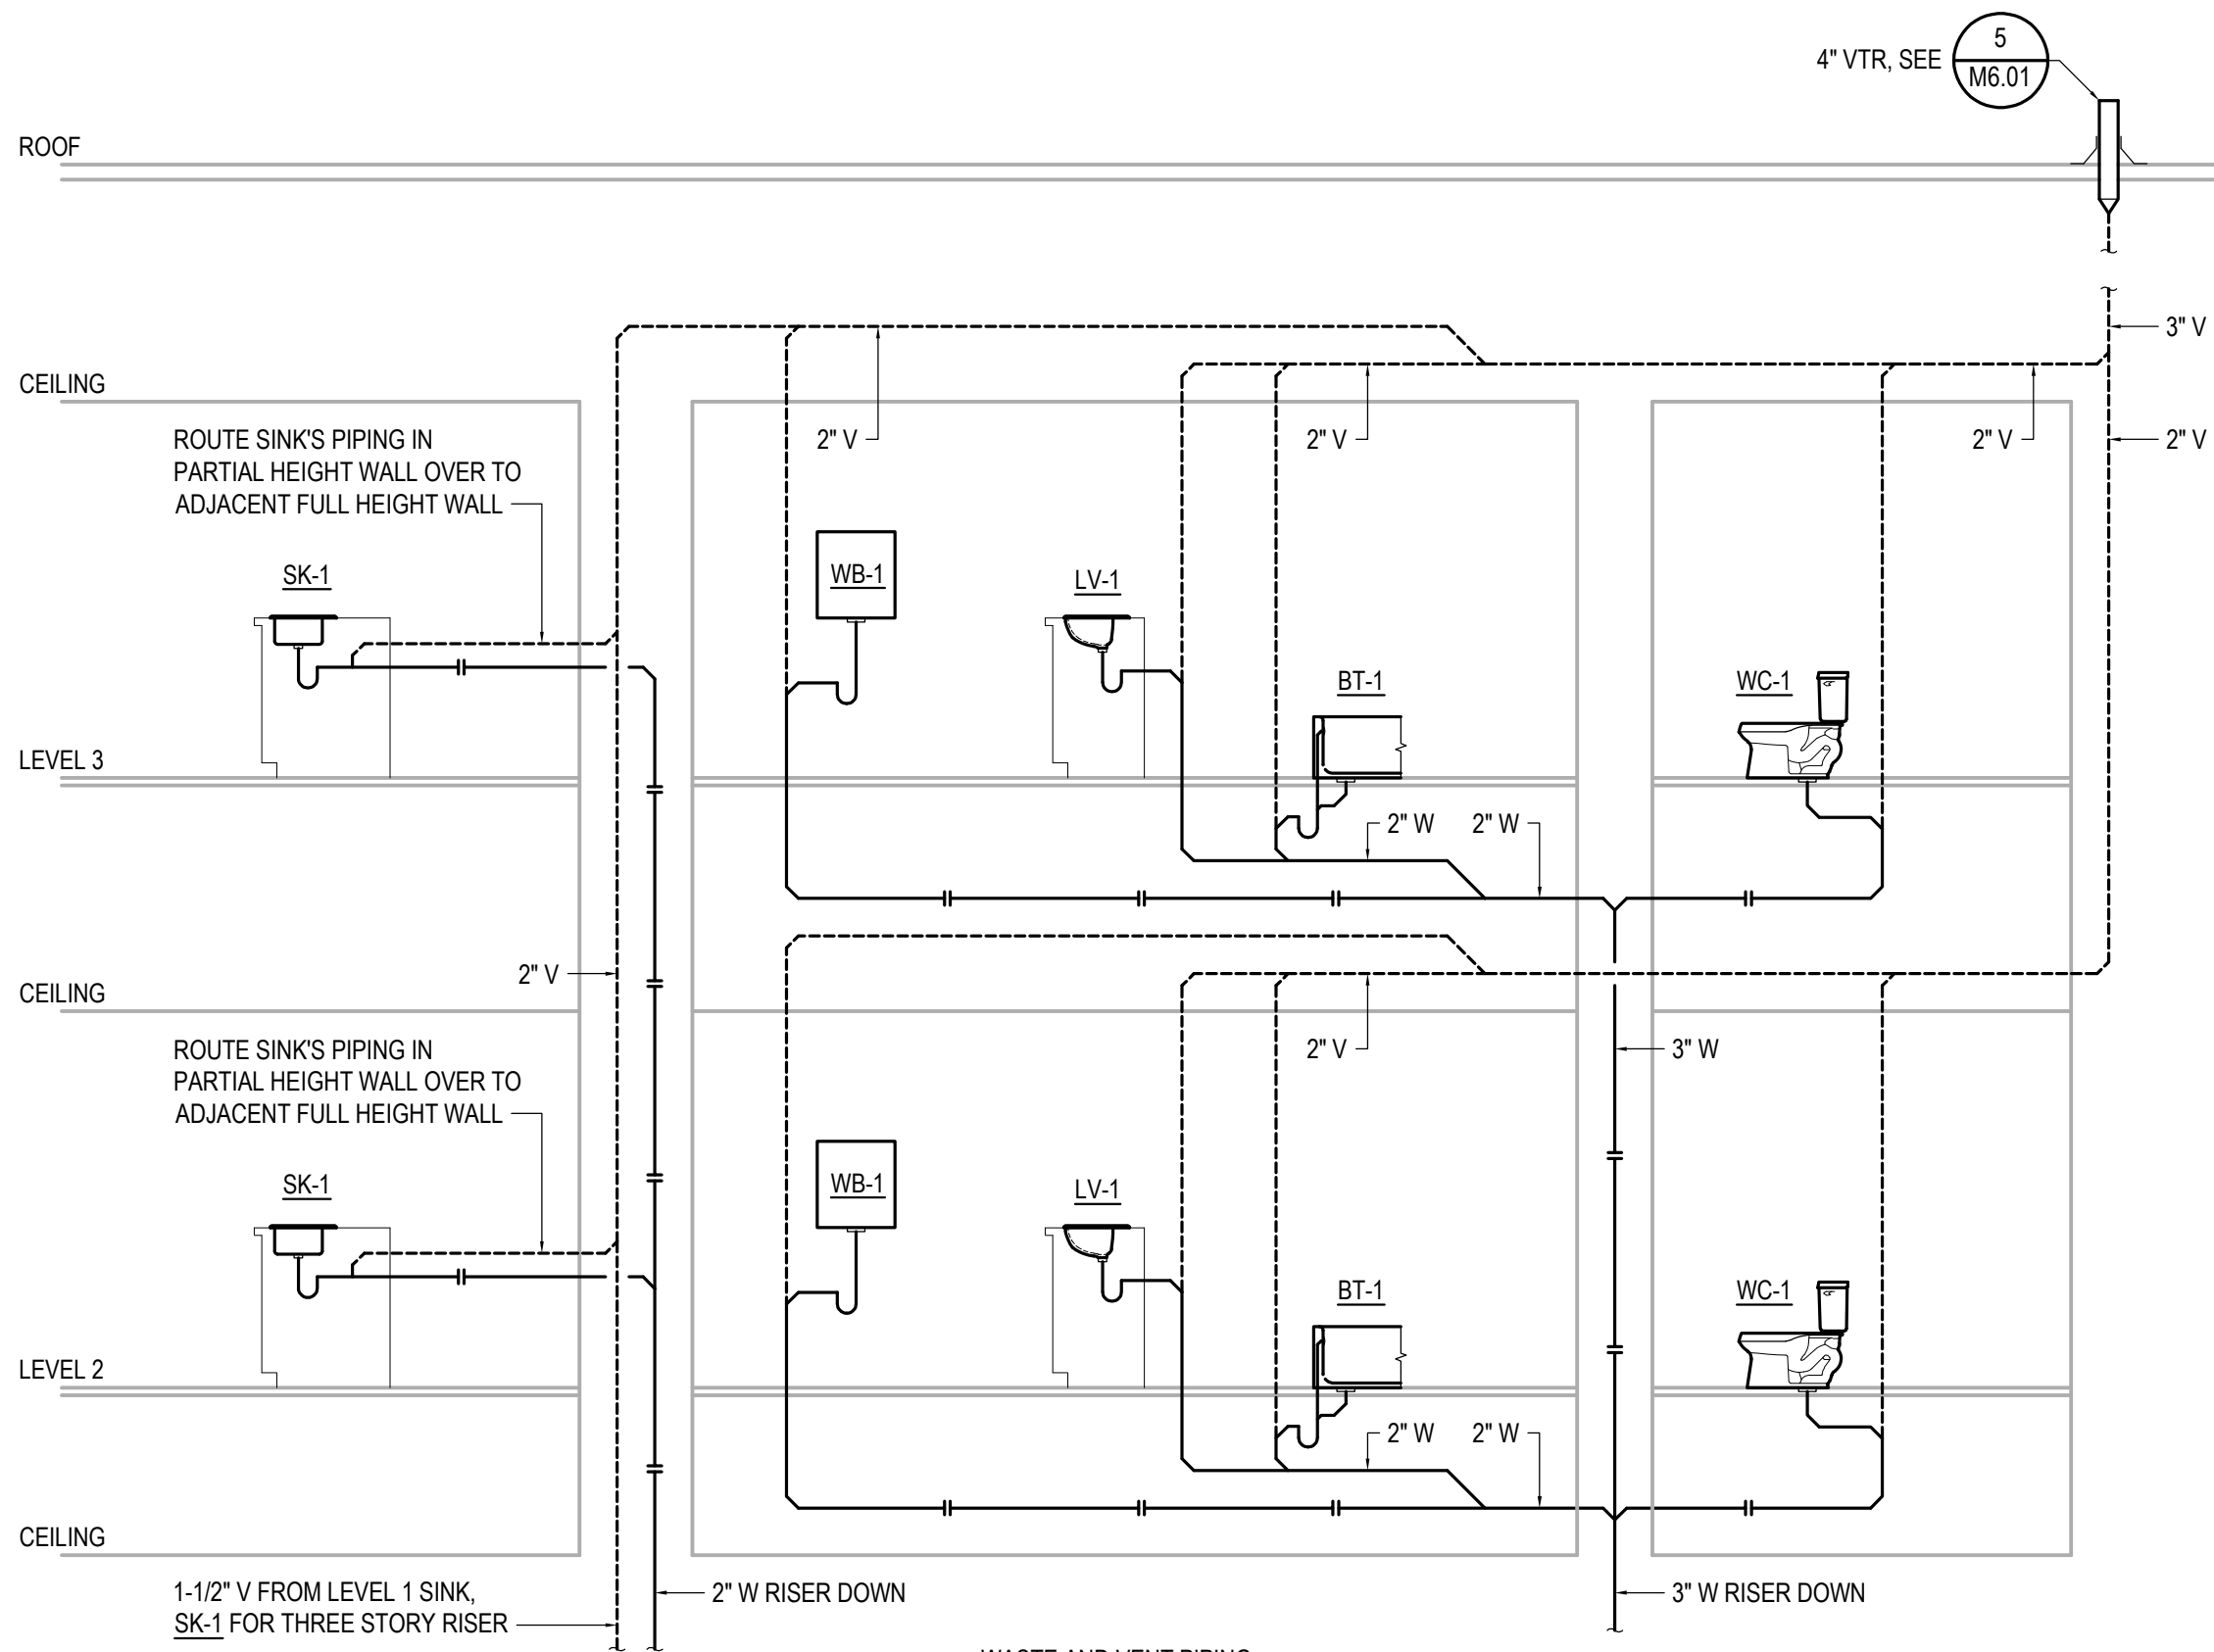 5
4" VTR, SEE
M6.01
ROOF
3" V
CEILING
ROUTE SINK'S PIPING IN
PARTIAL HEIGHT WALL OVER TO
ADJACENT FULL HEIGHT WALL
2" V
2" V
2" V
2" V
SK-1
WB-1
LV-1
BT-1
WC-1
LEVEL 3
2" W
2" W
2" V
CEILING
ROUTE SINK'S PIPING IN
PARTIAL HEIGHT WALL OVER TO
ADJACENT FULL HEIGHT WALL
2" V
3" W
SK-1
WB-1
LV-1
BT-1
WC-1
LEVEL 2
2" W
2" W
CEILING
1-1/2" V FROM LEVEL 1 SINK,
SK-1 FOR THREE STORY RISER
2" W RISER DOWN
3" W RISER DOWN
WASTE AND VENT PIPING